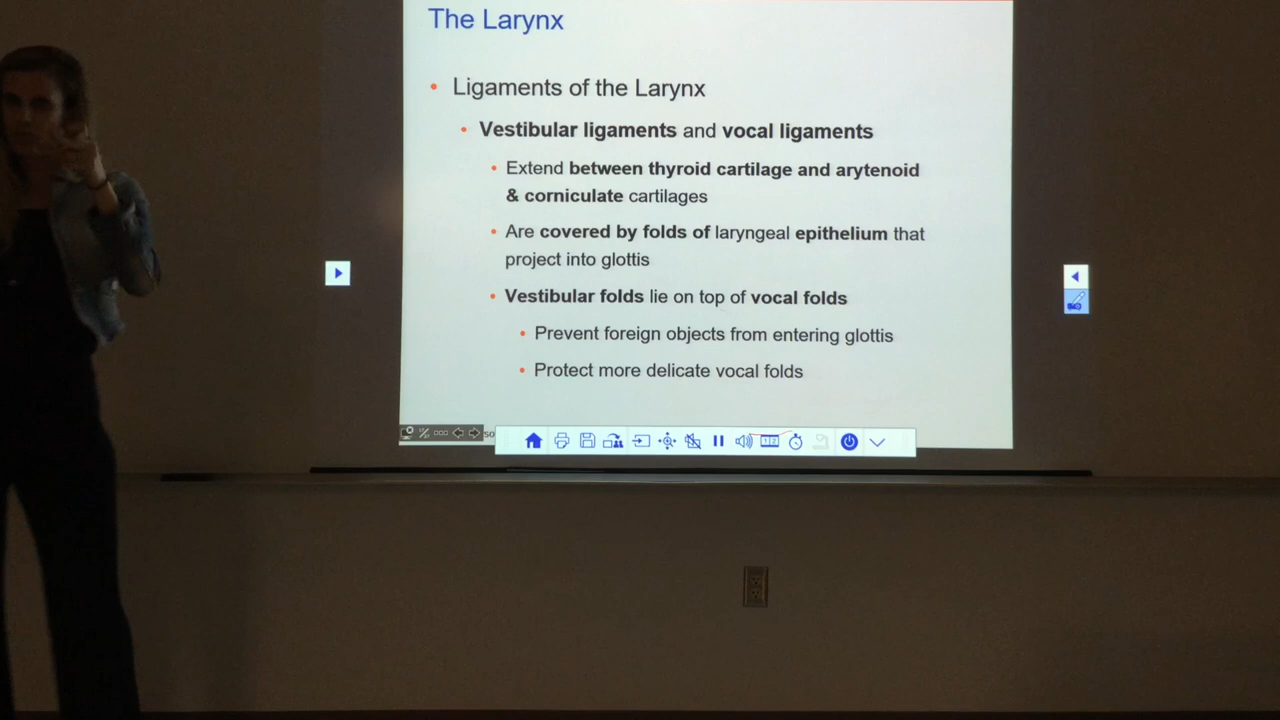 The Larynx
• Ligaments of the Larynx
• Vestibular ligaments and vocal ligaments
• Extend between thyroid cartilage and arytenoid
& corniculate cartilages
• Are covered by folds of laryngeal epithelium that
project into glottis
• Vestibular folds lie on top of vocal folds
• Prevent foreign objects from entering glottis
• Protect more delicate vocal folds